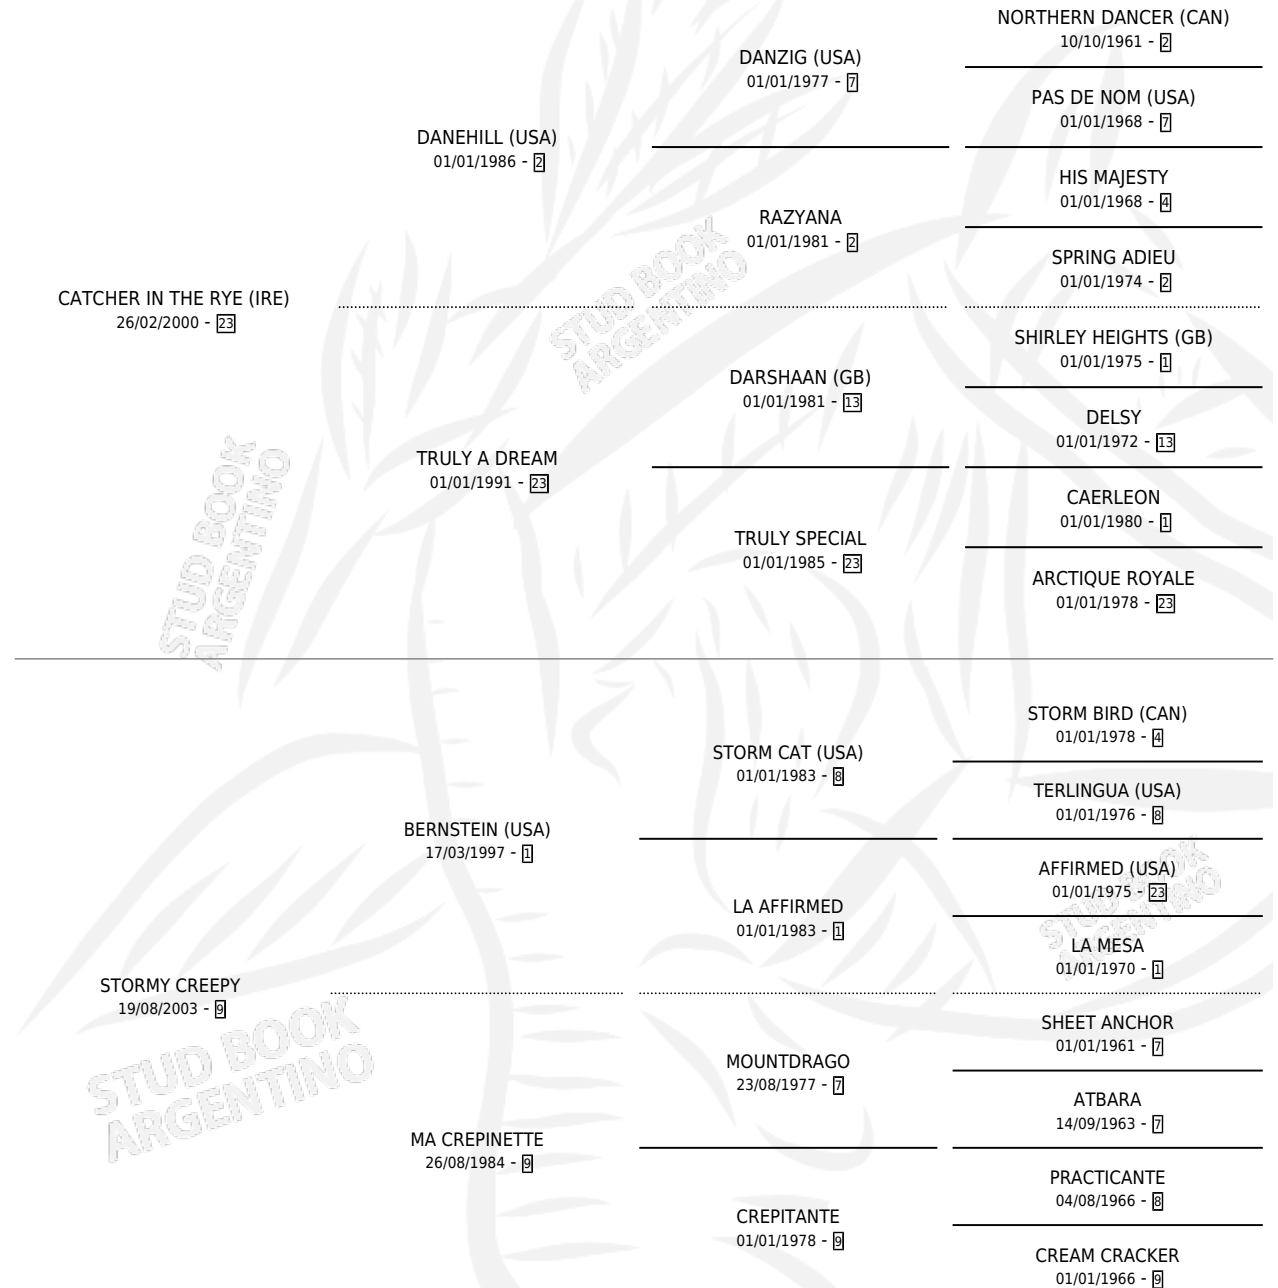 NORTHERN DANCER (CAN)
10/10/1961 - 2
DANZIG (USA)
01/01/1977 - 7
PAS DE NOM (USA)
01/01/1968 - 7
DANEHILL (USA)
01/01/1986 - 2
HIS MAJESTY
01/01/1968 - 4
RAZYANA
01/01/1981 - 2
SPRING ADIEU
01/01/1974 - 2
CATCHER IN THE RYE (IRE)
26/02/2000 - 23
STUD BOOK
ARGENTINO
SHIRLEY HEIGHTS (GB)
01/01/1975 - 1
DARSHAAN (GB)
01/01/1981 - 13
DELSY
01/01/1972 - 13
TRULY A DREAM
01/01/1991 - 23
CAERLEON
01/01/1980 - 1
TRULY SPECIAL
01/01/1985 - 23
ARCTIQUE ROYALE
01/01/1978 - 23
STUD BOOK
ARGENTINO
STORM BIRD (CAN)
01/01/1978 - 4
STORM CAT (USA)
01/01/1983 - 8
TERLINGUA (USA)
01/01/1976 - 8
BERNSTEIN (USA)
17/03/1997 - 1
AFFIRMED (USA)
01/01/1975 - 23
LA AFFIRMED
01/01/1983 - 1
STUD BOOK
ARGENTINO
LA MESA
01/01/1970 - 1
STORMY CREEPY
19/08/2003 - 9
SHEET ANCHOR
01/01/1961 - 7
MOUNTDRAGO
23/08/1977 - 7
STUD BOOK
ARGENTINO
ATBARA
14/09/1963 - 7
MA CREPINETTE
26/08/1984 - 9
PRACTICANTE
04/08/1966 - 8
CREPITANTE
01/01/1978 - 9
CREAM CRACKER
01/01/1966 - 9